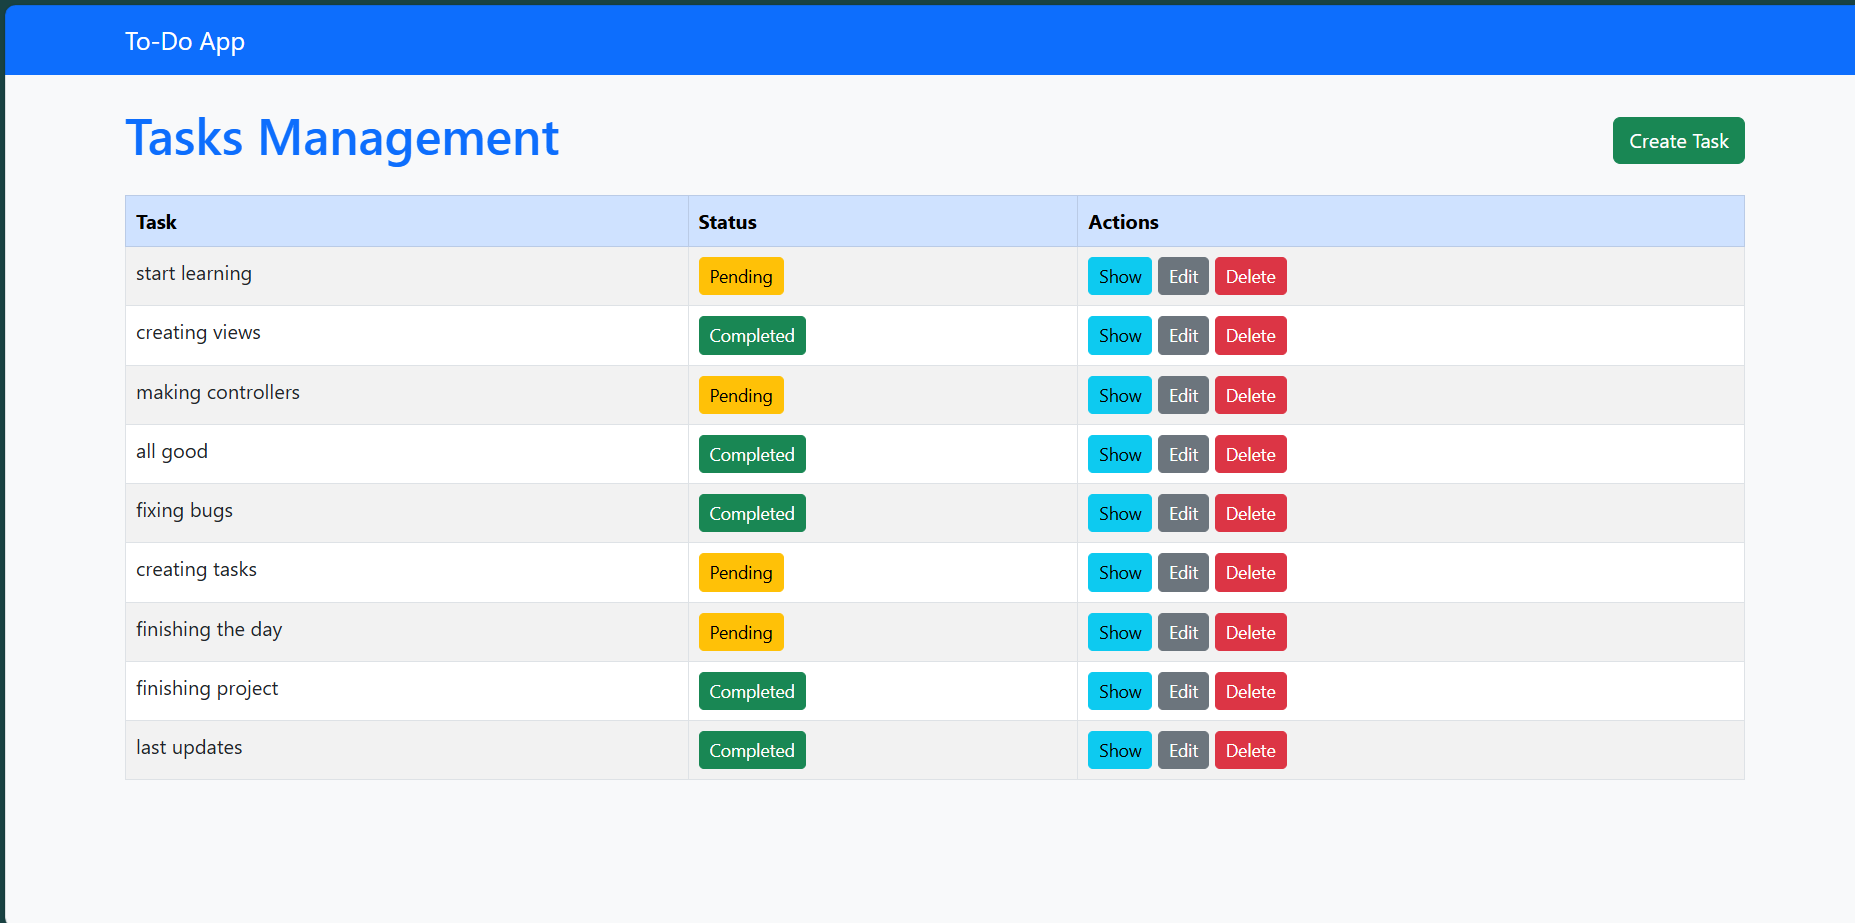 To-Do App
Tasks Management
Create Task
Task Status Actions
start learning Pending Show Edit Delete
creating views Completed Show Edit Delete
making controllers Pending Show Edit Delete
all good Completed Show Edit Delete
fixing bugs Completed Show Edit Delete
creating tasks Pending Show Edit Delete
finishing the day Pending Show Edit Delete
finishing project Completed Show Edit Delete
last updates Completed Show Edit Delete